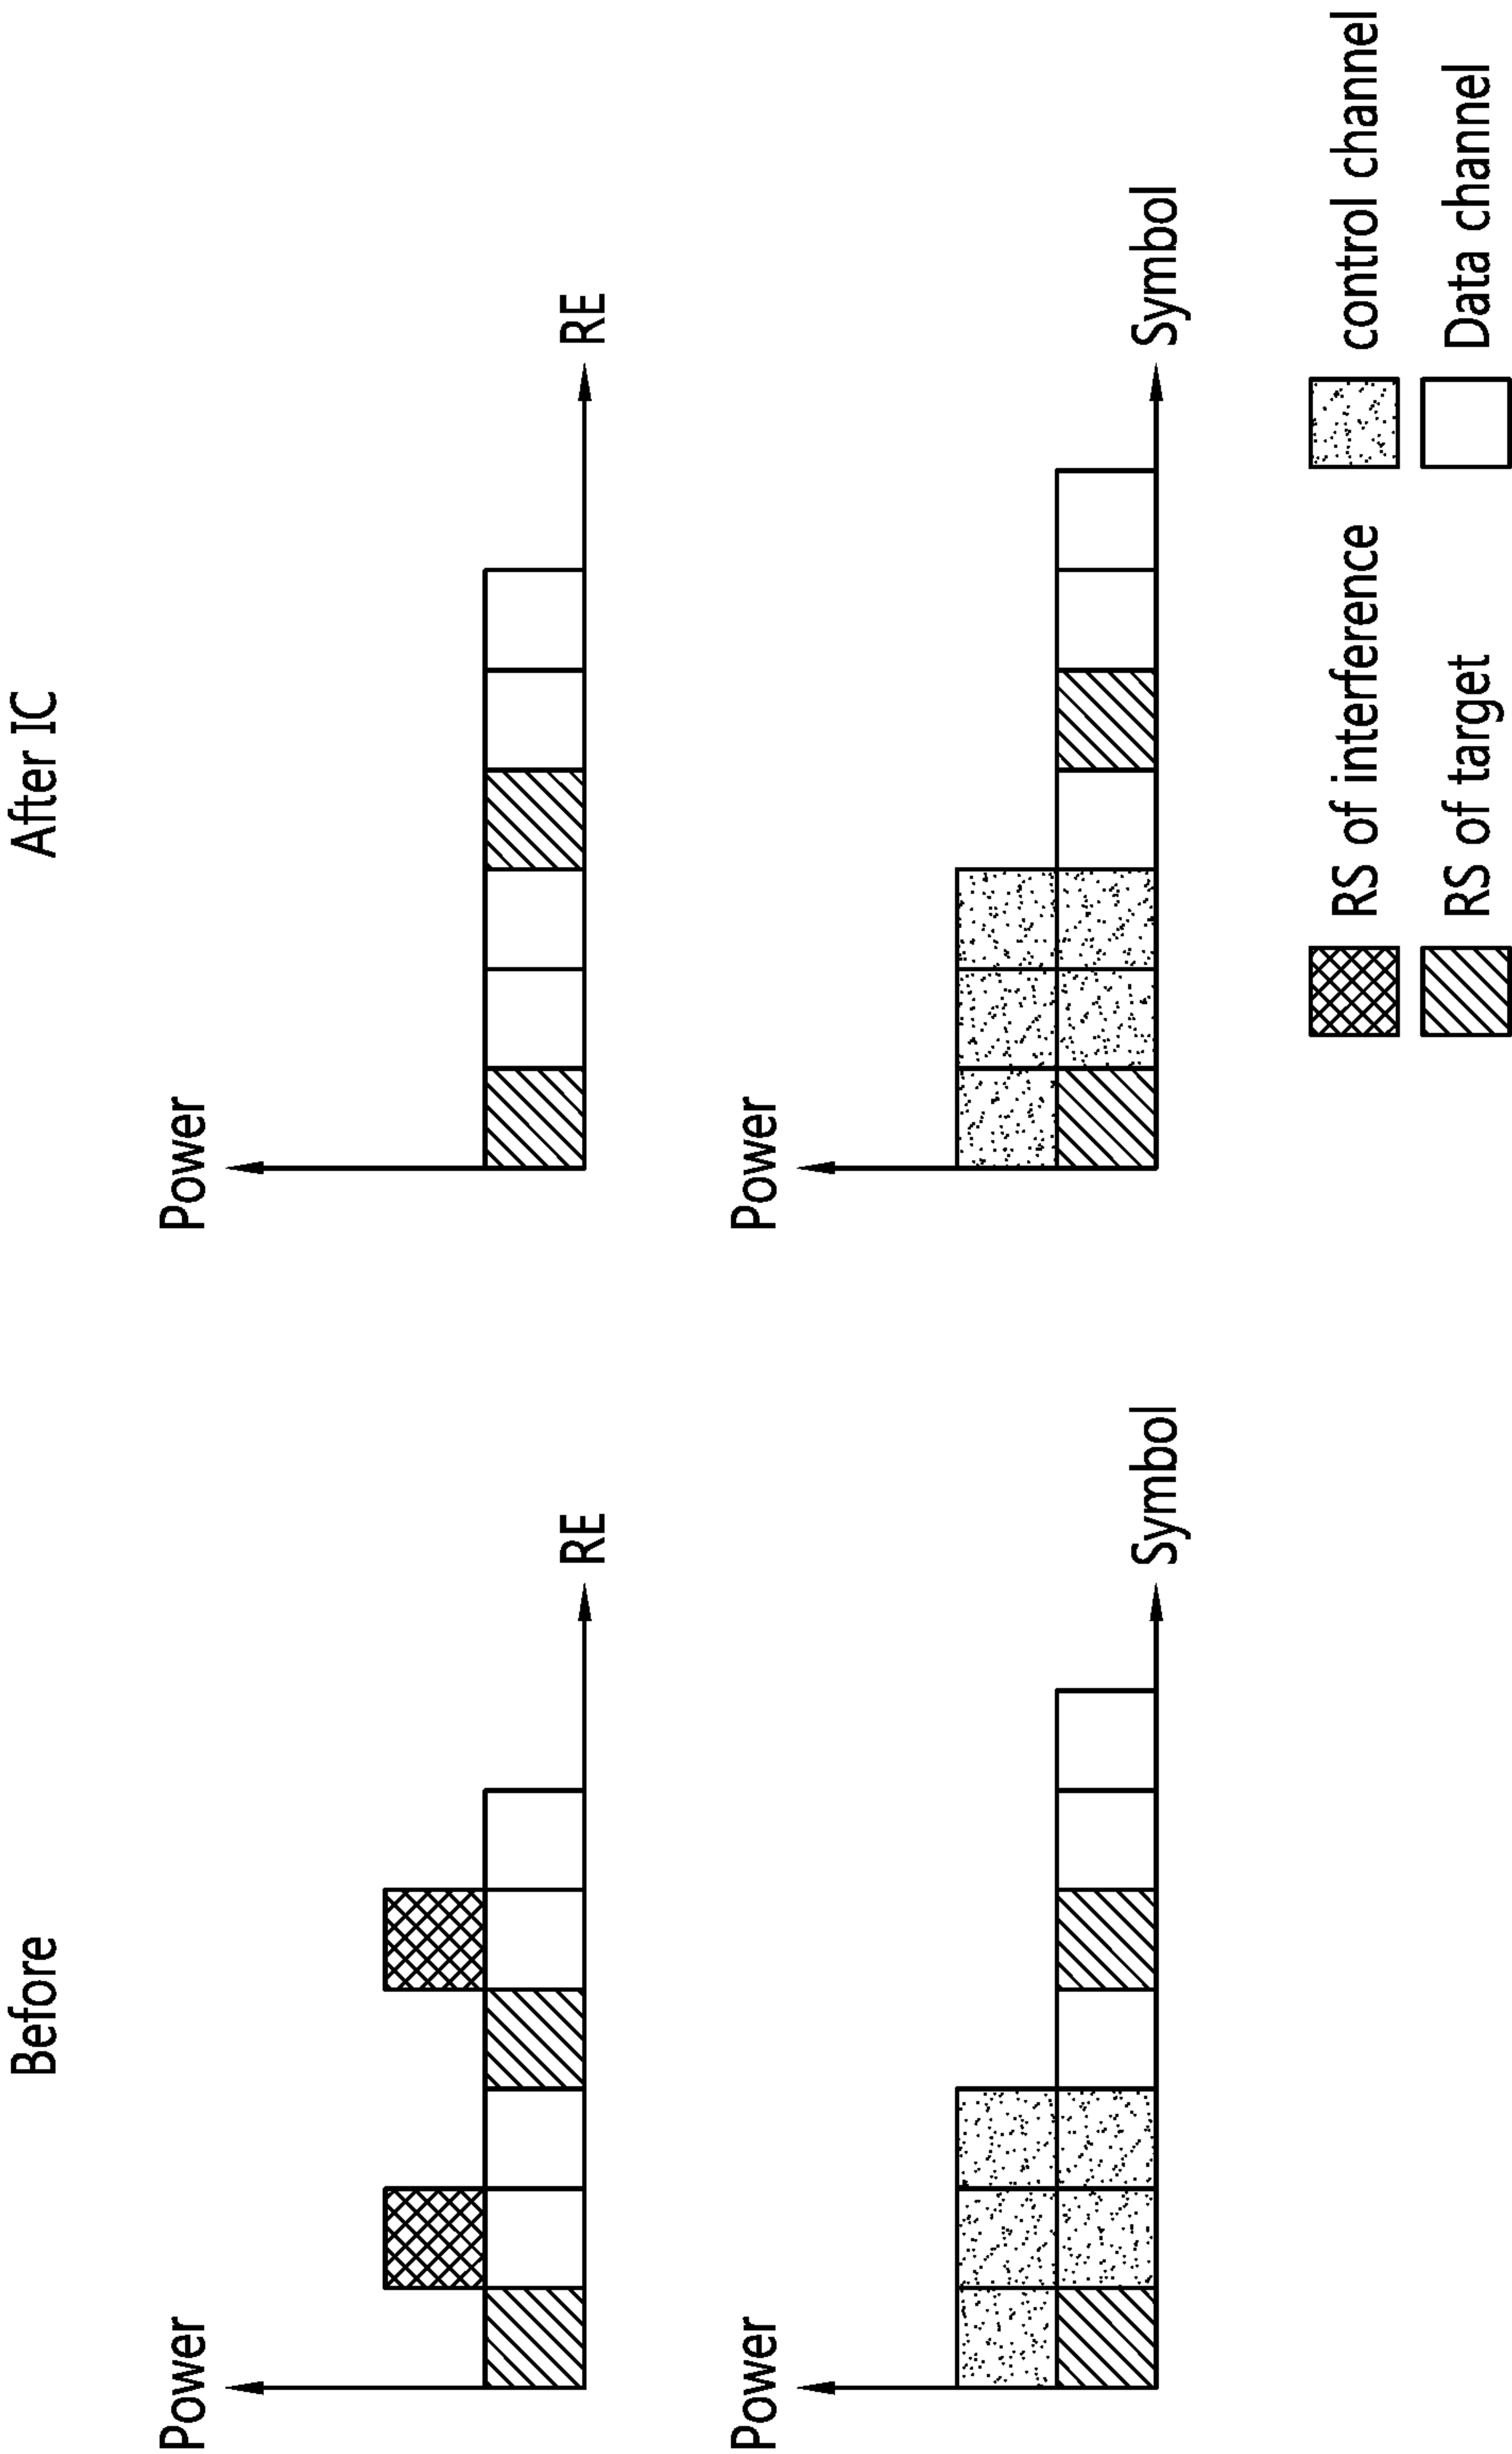 Before
After IC
Power
RE
Power
RE
Power
Symbol
Power
Symbol
RS of interference
control channel
RS of target
Data channel